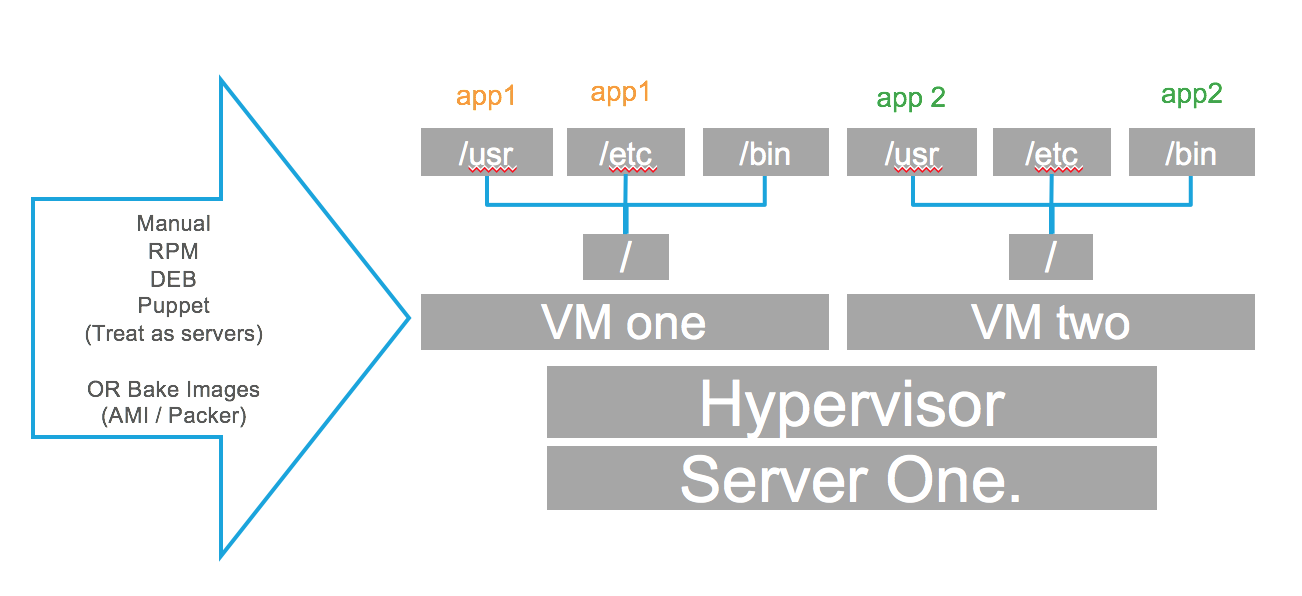 app1 app1 app 2 app2
/usr /etc /bin /usr /etc /bin
/ /
VM one VM two
Hypervisor
Server One.
Manual
RPM
DEB
Puppet
(Treat as servers)
OR Bake Images
(AMI / Packer)